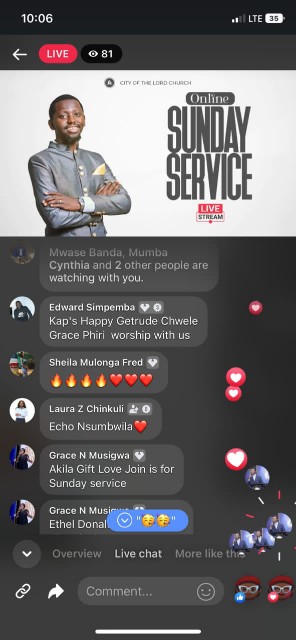 10:06
LTE 35
LIVE 81
CITY OF THE LORD CHURCH
Online
SUNDAY
SERVICE
LIVE
STREAM
Mwase Banda, Mumba
Cynthia and 2 other people are
watching with you.
Edward Simpemba
Kap's Happy Getrude Chwele
Grace Phiri worship with us
Sheila Mulonga Fred
🔥🔥🔥🔥❤️❤️❤️
Laura Z Chinkuli
Echo Nsumbwila❤️
Grace N Musigwa
Akila Gift Love Join is for
Sunday service
Grace N Musigwa
Ethel Donal
"🥳🥳"
Overview Live chat More like th
Comment...